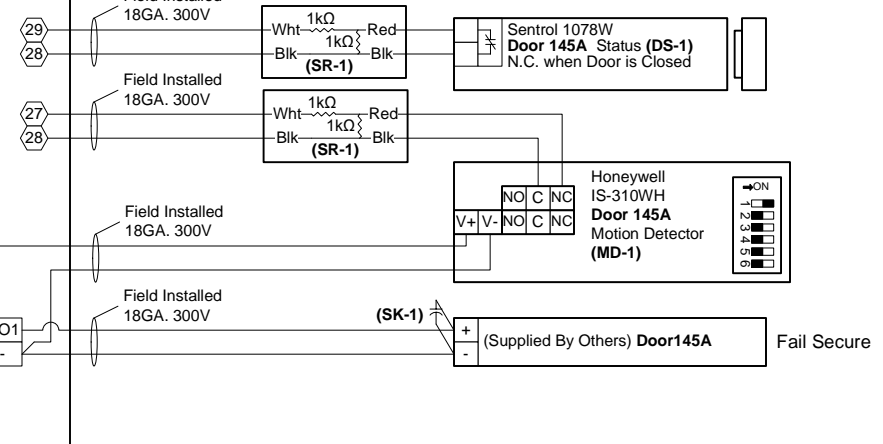 Field Installed
18GA. 300V
29
28
Wht 1kΩ Red
1kΩ
Blk Blk
(SR-1)
Sentrol 1078W
Door 145A Status (DS-1)
N.C. when Door is Closed
Field Installed
18GA. 300V
27
28
Wht 1kΩ Red
1kΩ
Blk Blk
(SR-1)
NO C NC
V+ V- NO C NC
Honeywell
IS-310WH
Door 145A
Motion Detector
(MD-1)
ON
1
2
3
4
5
6
Field Installed
18GA. 300V
Field Installed
18GA. 300V
O1
-
(SK-1)
+
-
(Supplied By Others) Door145A
Fail Secure